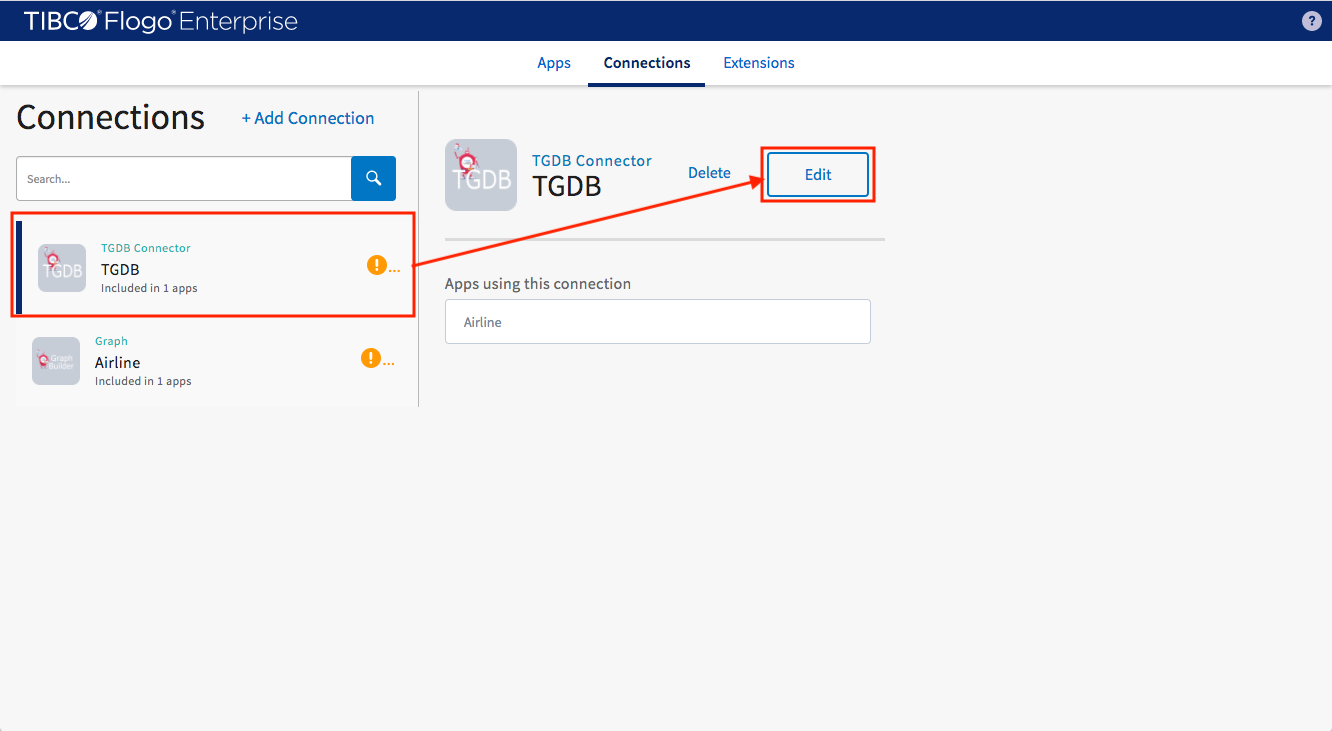 TIBCO® Flogo® Enterprise
?
Apps
Connections
Extensions
Connections
+ Add Connection
Search...
TGDB
TGDB Connector
TGDB
Included in 1 apps
! ...
Graph Builder
Graph
Airline
Included in 1 apps
! ...
TGDB
TGDB Connector
TGDB
Delete
Edit
Apps using this connection
Airline